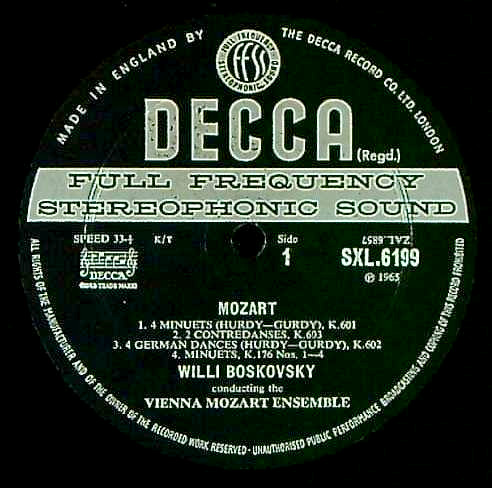 MADE IN ENGLAND BY
FULL FREQUENCY
STEREOPHONIC SOUND
FFSS
THE DECCA RECORD CO. LTD. LONDON
DECCA
(Regd.)
FULL FREQUENCY
STEREOPHONIC SOUND
SPEED 33⅓ K/T
Side
1
ZAL.6857
SXL.6199
℗ 1965
DECCA
MOZART
1. 4 MINUETS (HURDY—GURDY), K.601
2. 2 CONTREDANSES, K.603
3. 4 GERMAN DANCES (HURDY—GURDY), K.602
4. MINUETS, K.176 Nos. 1—4
WILLI BOSKOVSKY
conducting the
VIENNA MOZART ENSEMBLE
ALL RIGHTS OF THE MANUFACTURER AND OF THE OWNER OF THE RECORDED WORK RESERVED - UNAUTHORISED PUBLIC PERFORMANCE BROADCASTING AND COPYING OF THIS RECORD PROHIBITED